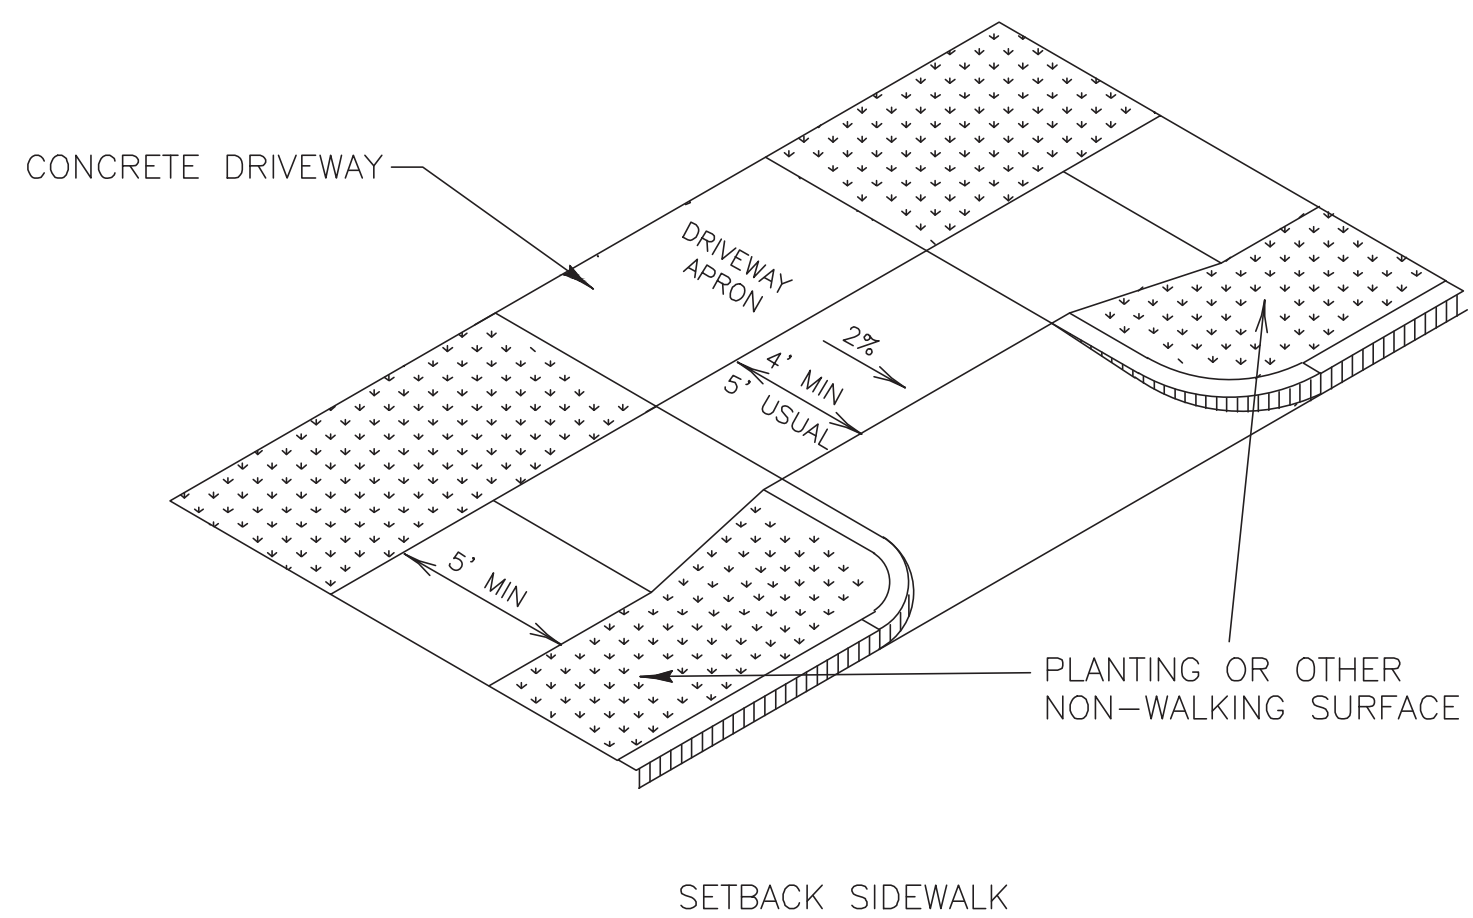 CONCRETE DRIVEWAY
DRIVEWAY
APRON
2%
4' MIN
5' USUAL
5' MIN
PLANTING OR OTHER
NON-WALKING SURFACE
SETBACK SIDEWALK